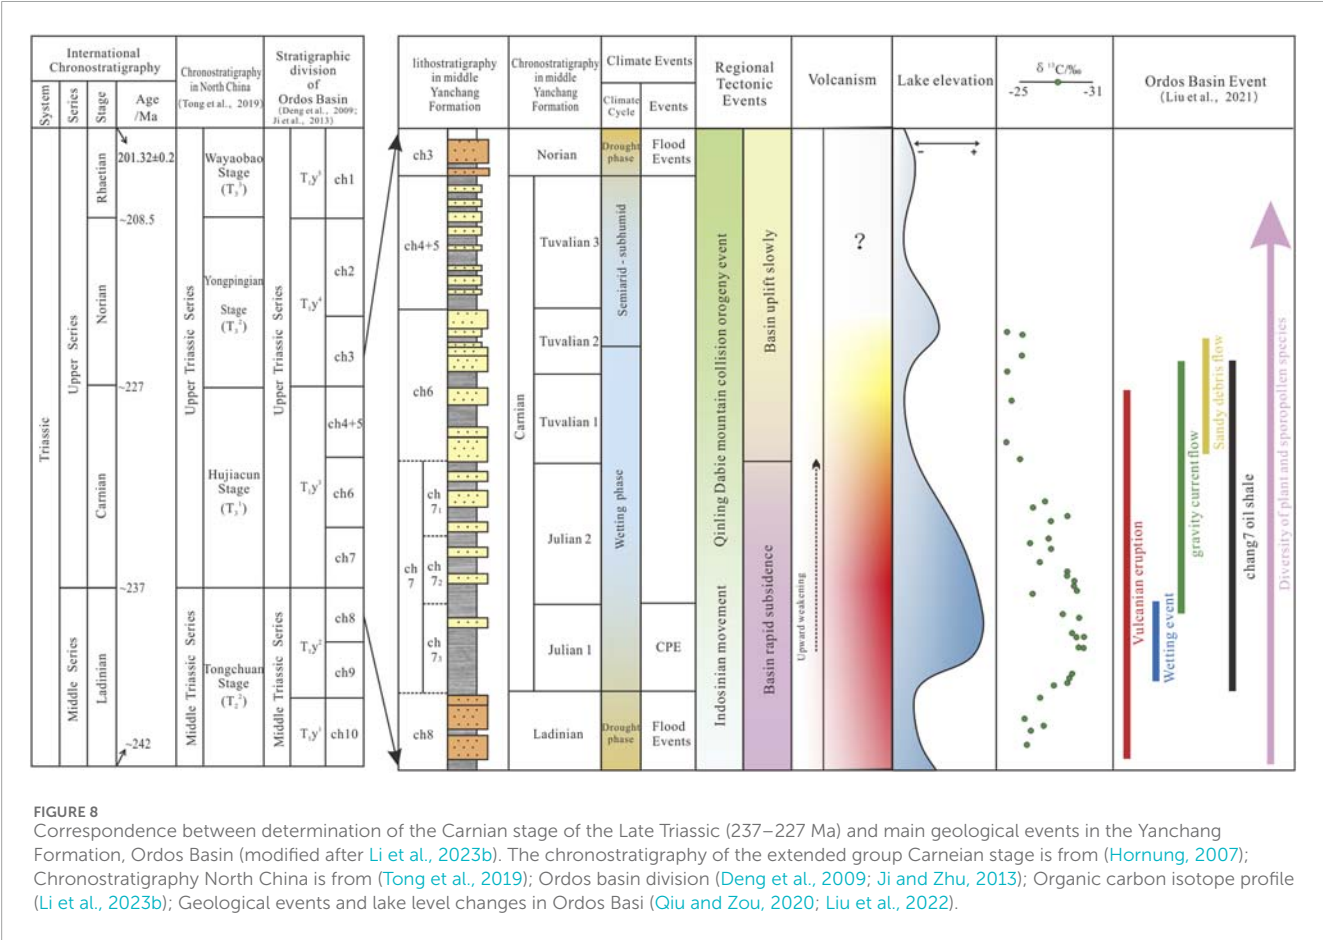 International
Chronostratigraphy
System
Series
Stage
Age
/Ma
Chronostratigraphy
in North China
(Tong et al., 2019)
Stratigraphic
division
of
Ordos Basin
(Deng et al., 2009;
Ji et al., 2013)
lithostratigraphy
in middle
Yanchang
Formation
Chronostratigraphy
in middle
Yanchang
Formation
Climate Events
Climate
Cycle
Events
Regional
Tectonic
Events
Volcanism
Lake elevation
δ ¹³C/‰
-25
-31
Ordos Basin Event
(Liu et al., 2021)
Triassic
Upper Series
Middle Series
Rhaetian
Norian
Carnian
Ladinian
201.32±0.2
~208.5
~227
~237
~242
Upper Triassic Series
Middle Triassic Series
Wayaobao
Stage
(T₃³)
Yongpingian
Stage
(T₃²)
Hujiacun
Stage
(T₃¹)
Tongchuan
Stage
(T₂²)
Upper Triassic Series
Middle Triassic Series
T₃y⁵
T₃y⁴
T₃y³
T₂y²
T₂y¹
ch1
ch2
ch3
ch4+5
ch6
ch7
ch8
ch9
ch10
ch3
ch4+5
ch6
ch
7
ch
7₁
ch
7₂
ch
7₃
ch8
Norian
Carnian
Tuvalian 3
Tuvalian 2
Tuvalian 1
Julian 2
Julian 1
Ladinian
Drought
phase
Semiarid - subhumid
Wetting phase
Drought
phase
Flood
Events
CPE
Flood
Events
Indosinian movement
Qinling Dabie mountain collision orogeny event
Basin uplift slowly
Basin rapid subsidence
Upward weakening
?
-
+
Vulcanian eruption
Wetting event
gravity current flow
Sandy debris flow
chang7 oil shale
Diversity of plant and sporopollen species
FIGURE 8
Correspondence between determination of the Carnian stage of the Late Triassic (237–227 Ma) and main geological events in the Yanchang
Formation, Ordos Basin (modified after Li et al., 2023b). The chronostratigraphy of the extended group Carneian stage is from (Hornung, 2007);
Chronostratigraphy North China is from (Tong et al., 2019); Ordos basin division (Deng et al., 2009; Ji and Zhu, 2013); Organic carbon isotope profile
(Li et al., 2023b); Geological events and lake level changes in Ordos Basi (Qiu and Zou, 2020; Liu et al., 2022).